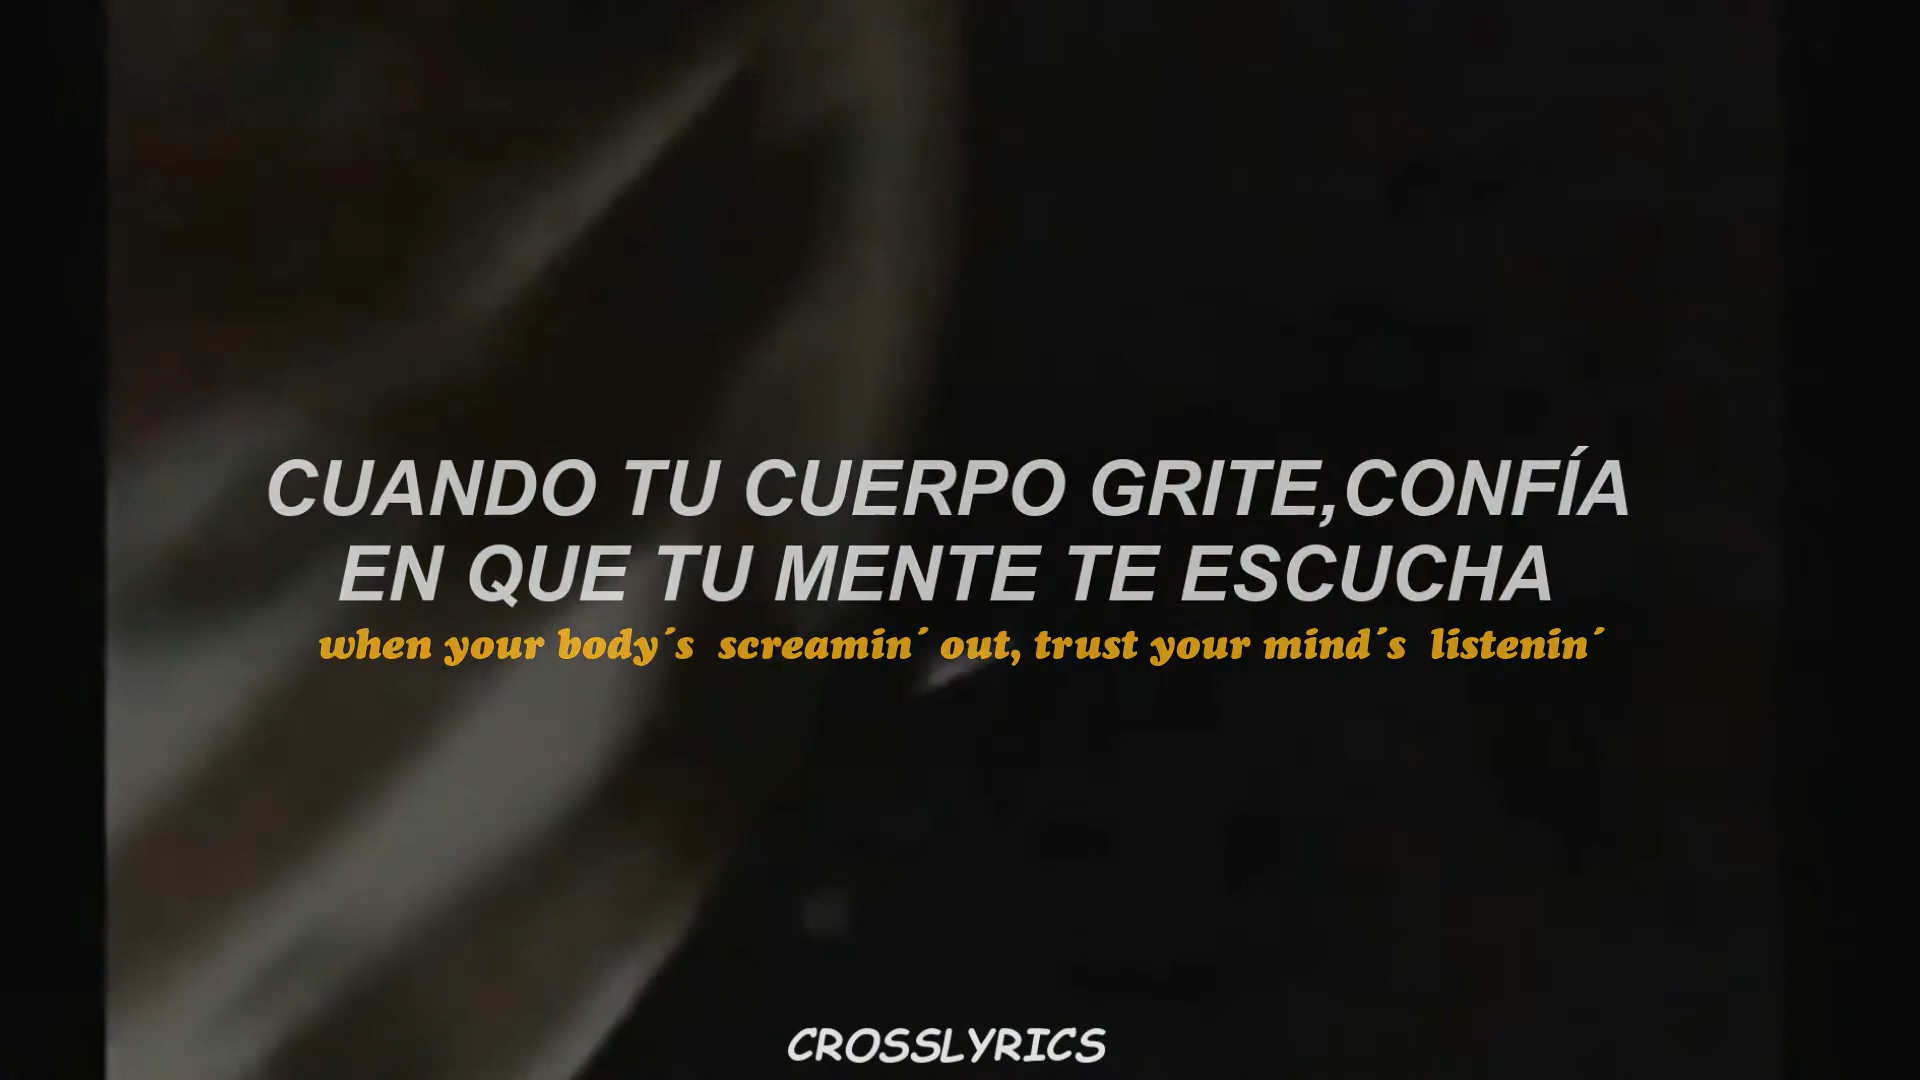 CUANDO TU CUERPO GRITE,CONFÍA
EN QUE TU MENTE TE ESCUCHA
when your body´s screamin´ out, trust your mind´s listenin´
CROSSLYRICS